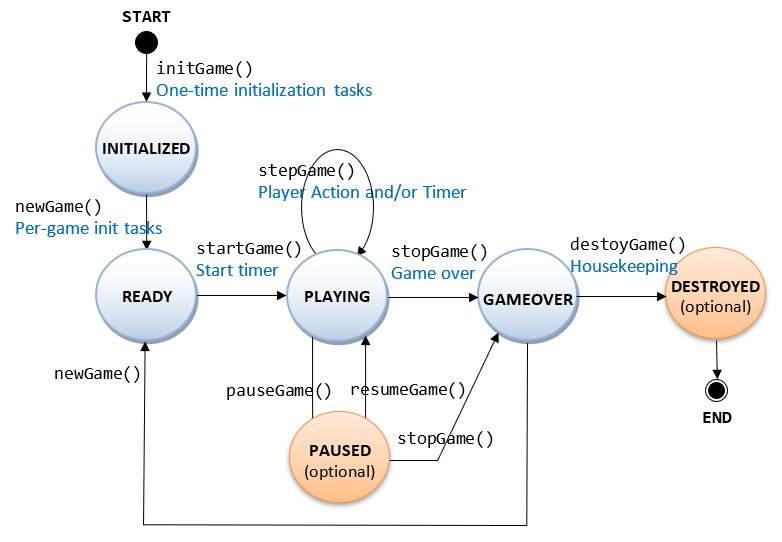 START
initGame()
One-time initialization tasks
INITIALIZED
newGame()
Per-game init tasks
stepGame()
Player Action and/or Timer
startGame()
Start timer
stopGame()
Game over
destoyGame()
Housekeeping
READY
PLAYING
GAMEOVER
DESTROYED
(optional)
newGame()
pauseGame()
resumeGame()
stopGame()
PAUSED
(optional)
END